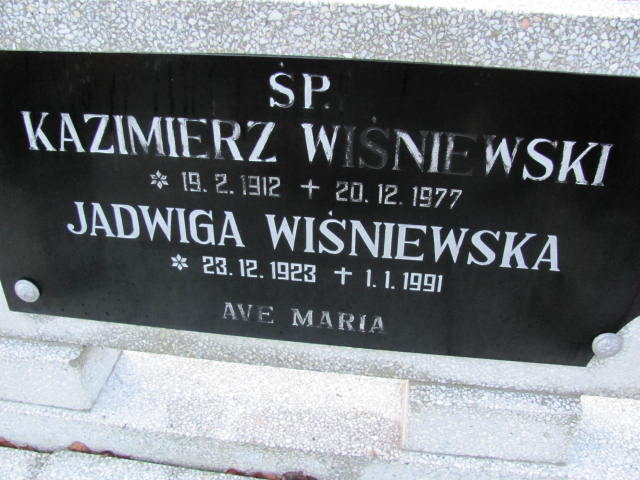 ŚP.
KAZIMIERZ WIŚNIEWSKI
* 19. 2. 1912 + 20. 12. 1977
JADWIGA WIŚNIEWSKA
* 23. 12. 1923 + 1. 1. 1991
AVE MARIA